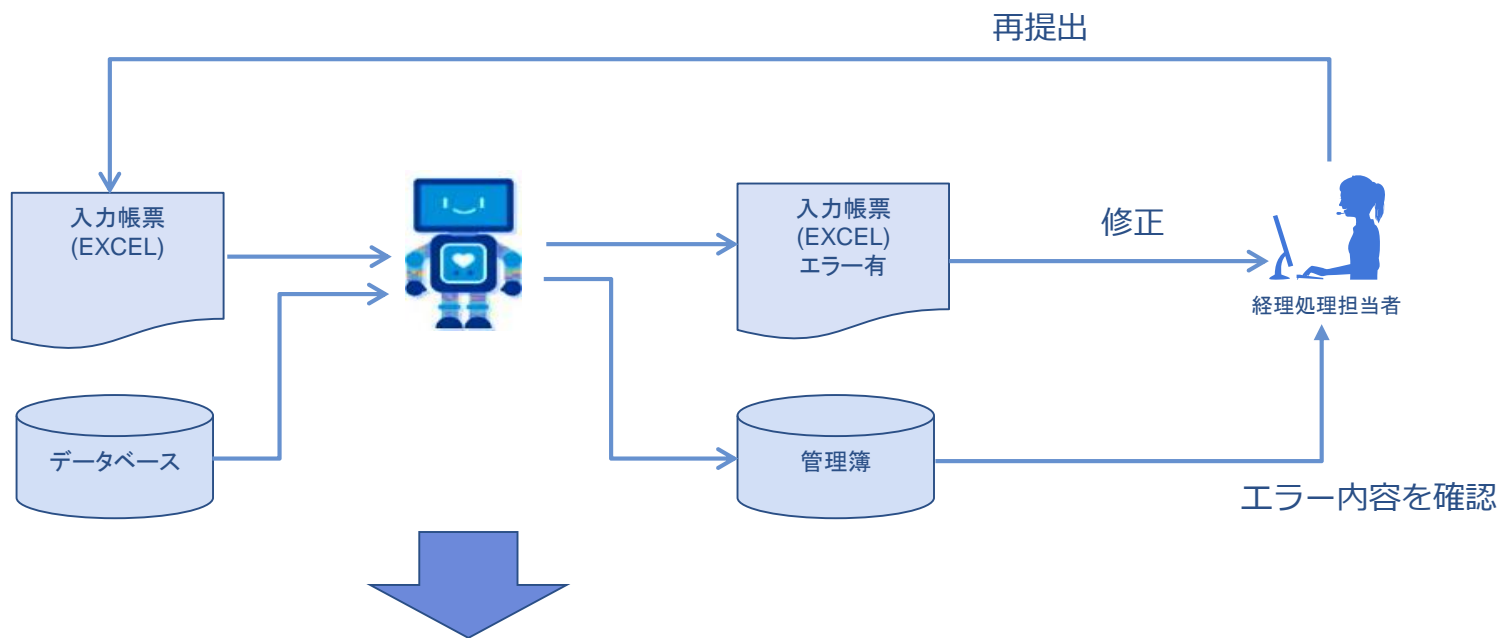 再提出
入力帳票
(EXCEL)
入力帳票
(EXCEL)
エラー有
修正
経理処理担当者
データベース
管理簿
エラー内容を確認